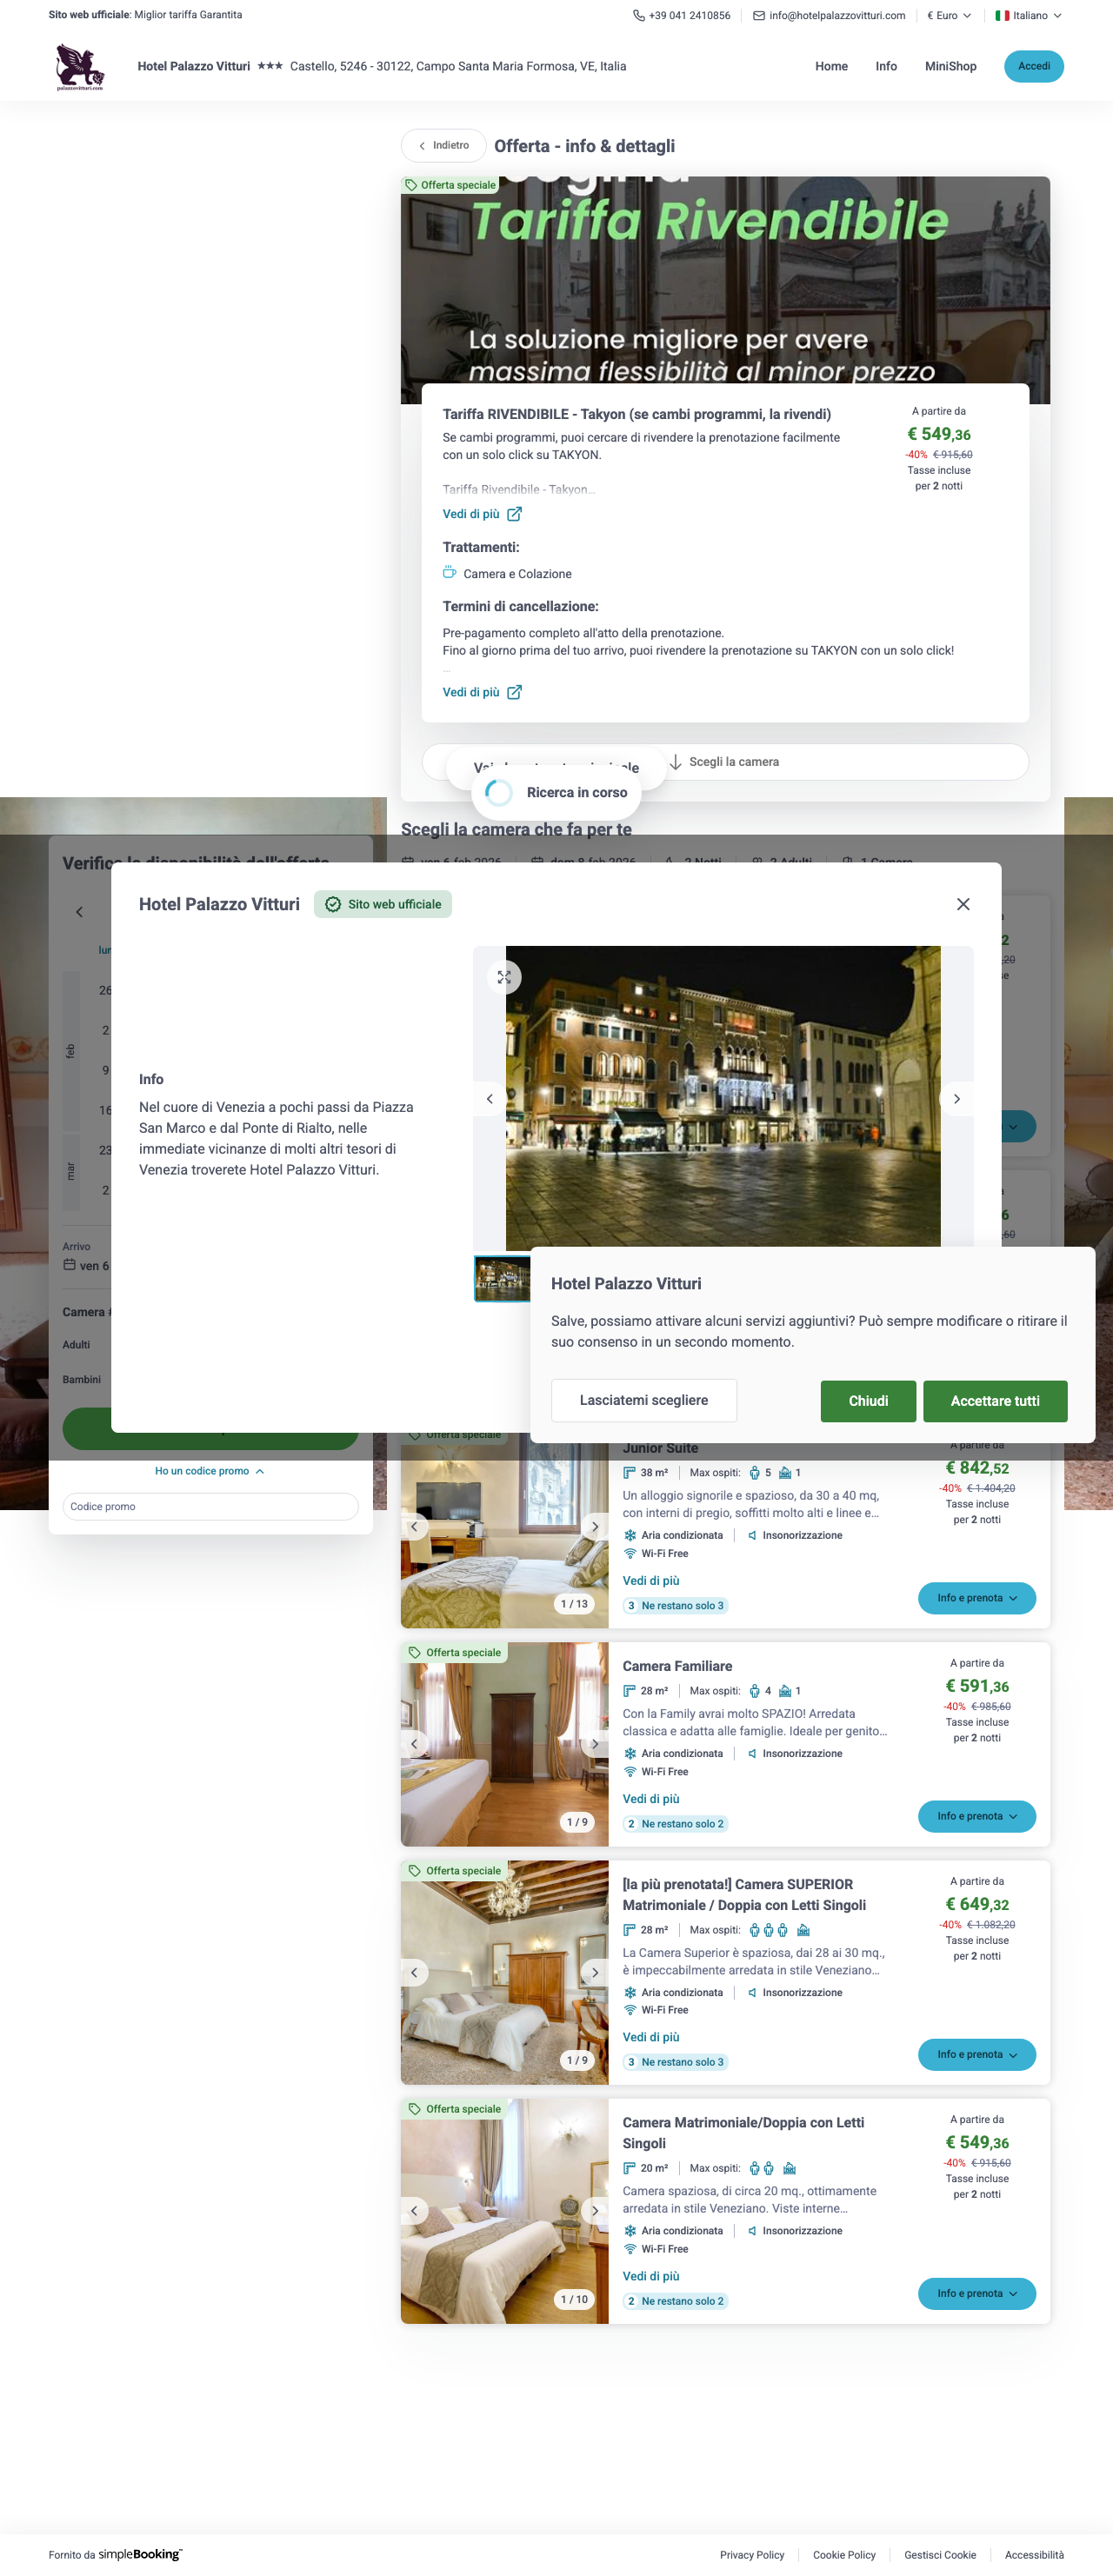 Sito web ufficiale: Miglior tariffa Garantita
+39 041 2410856
info@hotelpalazzovitturi.com
€ Euro
Italiano
palazzovitturi.com
Hotel Palazzo Vitturi ★★★ Castello, 5246 - 30122, Campo Santa Maria Formosa, VE, Italia
Home
Info
MiniShop
Accedi
Indietro
Offerta - info & dettagli
Offerta speciale
Tariffa Rivendibile
La soluzione migliore per avere
massima flessibilità al minor prezzo
Tariffa RIVENDIBILE - Takyon (se cambi programmi, la rivendi)
Se cambi programmi, puoi cercare di rivendere la prenotazione facilmente
con un solo click su TAKYON.
Tariffa Rivendibile - Takyon...
Vedi di più
A partire da
€ 549,36
-40% € 915,60
Tasse incluse
per 2 notti
Trattamenti:
Camera e Colazione
Termini di cancellazione:
Pre-pagamento completo all'atto della prenotazione.
Fino al giorno prima del tuo arrivo, puoi rivendere la prenotazione su TAKYON con un solo click!
...
Vedi di più
Scegli la camera
Ricerca in corso
Scegli la camera che fa per te
Hotel Palazzo Vitturi
Sito web ufficiale
Info
Nel cuore di Venezia a pochi passi da Piazza
San Marco e dal Ponte di Rialto, nelle
immediate vicinanze di molti altri tesori di
Venezia troverete Hotel Palazzo Vitturi.
lun
26
2
9
16
23
2
feb
mar
Arrivo
ven 6
Camera
Adulti
Bambini
Ho un codice promo
Codice promo
Hotel Palazzo Vitturi
Salve, possiamo attivare alcuni servizi aggiuntivi? Può sempre modificare o ritirare il
suo consenso in un secondo momento.
Lasciatemi scegliere
Chiudi
Accettare tutti
Offerta speciale
Junior Suite
38 m² Max ospiti: 5 1
Un alloggio signorile e spazioso, da 30 a 40 mq,
con interni di pregio, soffitti molto alti e linee e...
Aria condizionata
Insonorizzazione
Wi-Fi Free
Vedi di più
3 Ne restano solo 3
1 / 13
A partire da
€ 842,52
-40% € 1.404,20
Tasse incluse
per 2 notti
Info e prenota
Offerta speciale
Camera Familiare
28 m² Max ospiti: 4 1
Con la Family avrai molto SPAZIO! Arredata
classica e adatta alle famiglie. Ideale per genito...
Aria condizionata
Insonorizzazione
Wi-Fi Free
Vedi di più
2 Ne restano solo 2
1 / 9
A partire da
€ 591,36
-40% € 985,60
Tasse incluse
per 2 notti
Info e prenota
Offerta speciale
[la più prenotata!] Camera SUPERIOR
Matrimoniale / Doppia con Letti Singoli
28 m² Max ospiti:
La Camera Superior è spaziosa, dai 28 ai 30 mq.,
è impeccabilmente arredata in stile Veneziano...
Aria condizionata
Insonorizzazione
Wi-Fi Free
Vedi di più
3 Ne restano solo 3
1 / 9
A partire da
€ 649,32
-40% € 1.082,20
Tasse incluse
per 2 notti
Info e prenota
Offerta speciale
Camera Matrimoniale/Doppia con Letti
Singoli
20 m² Max ospiti:
Camera spaziosa, di circa 20 mq., ottimamente
arredata in stile Veneziano. Viste interne...
Aria condizionata
Insonorizzazione
Wi-Fi Free
Vedi di più
2 Ne restano solo 2
1 / 10
A partire da
€ 549,36
-40% € 915,60
Tasse incluse
per 2 notti
Info e prenota
Fornito da simpleBooking™
Privacy Policy
Cookie Policy
Gestisci Cookie
Accessibilità